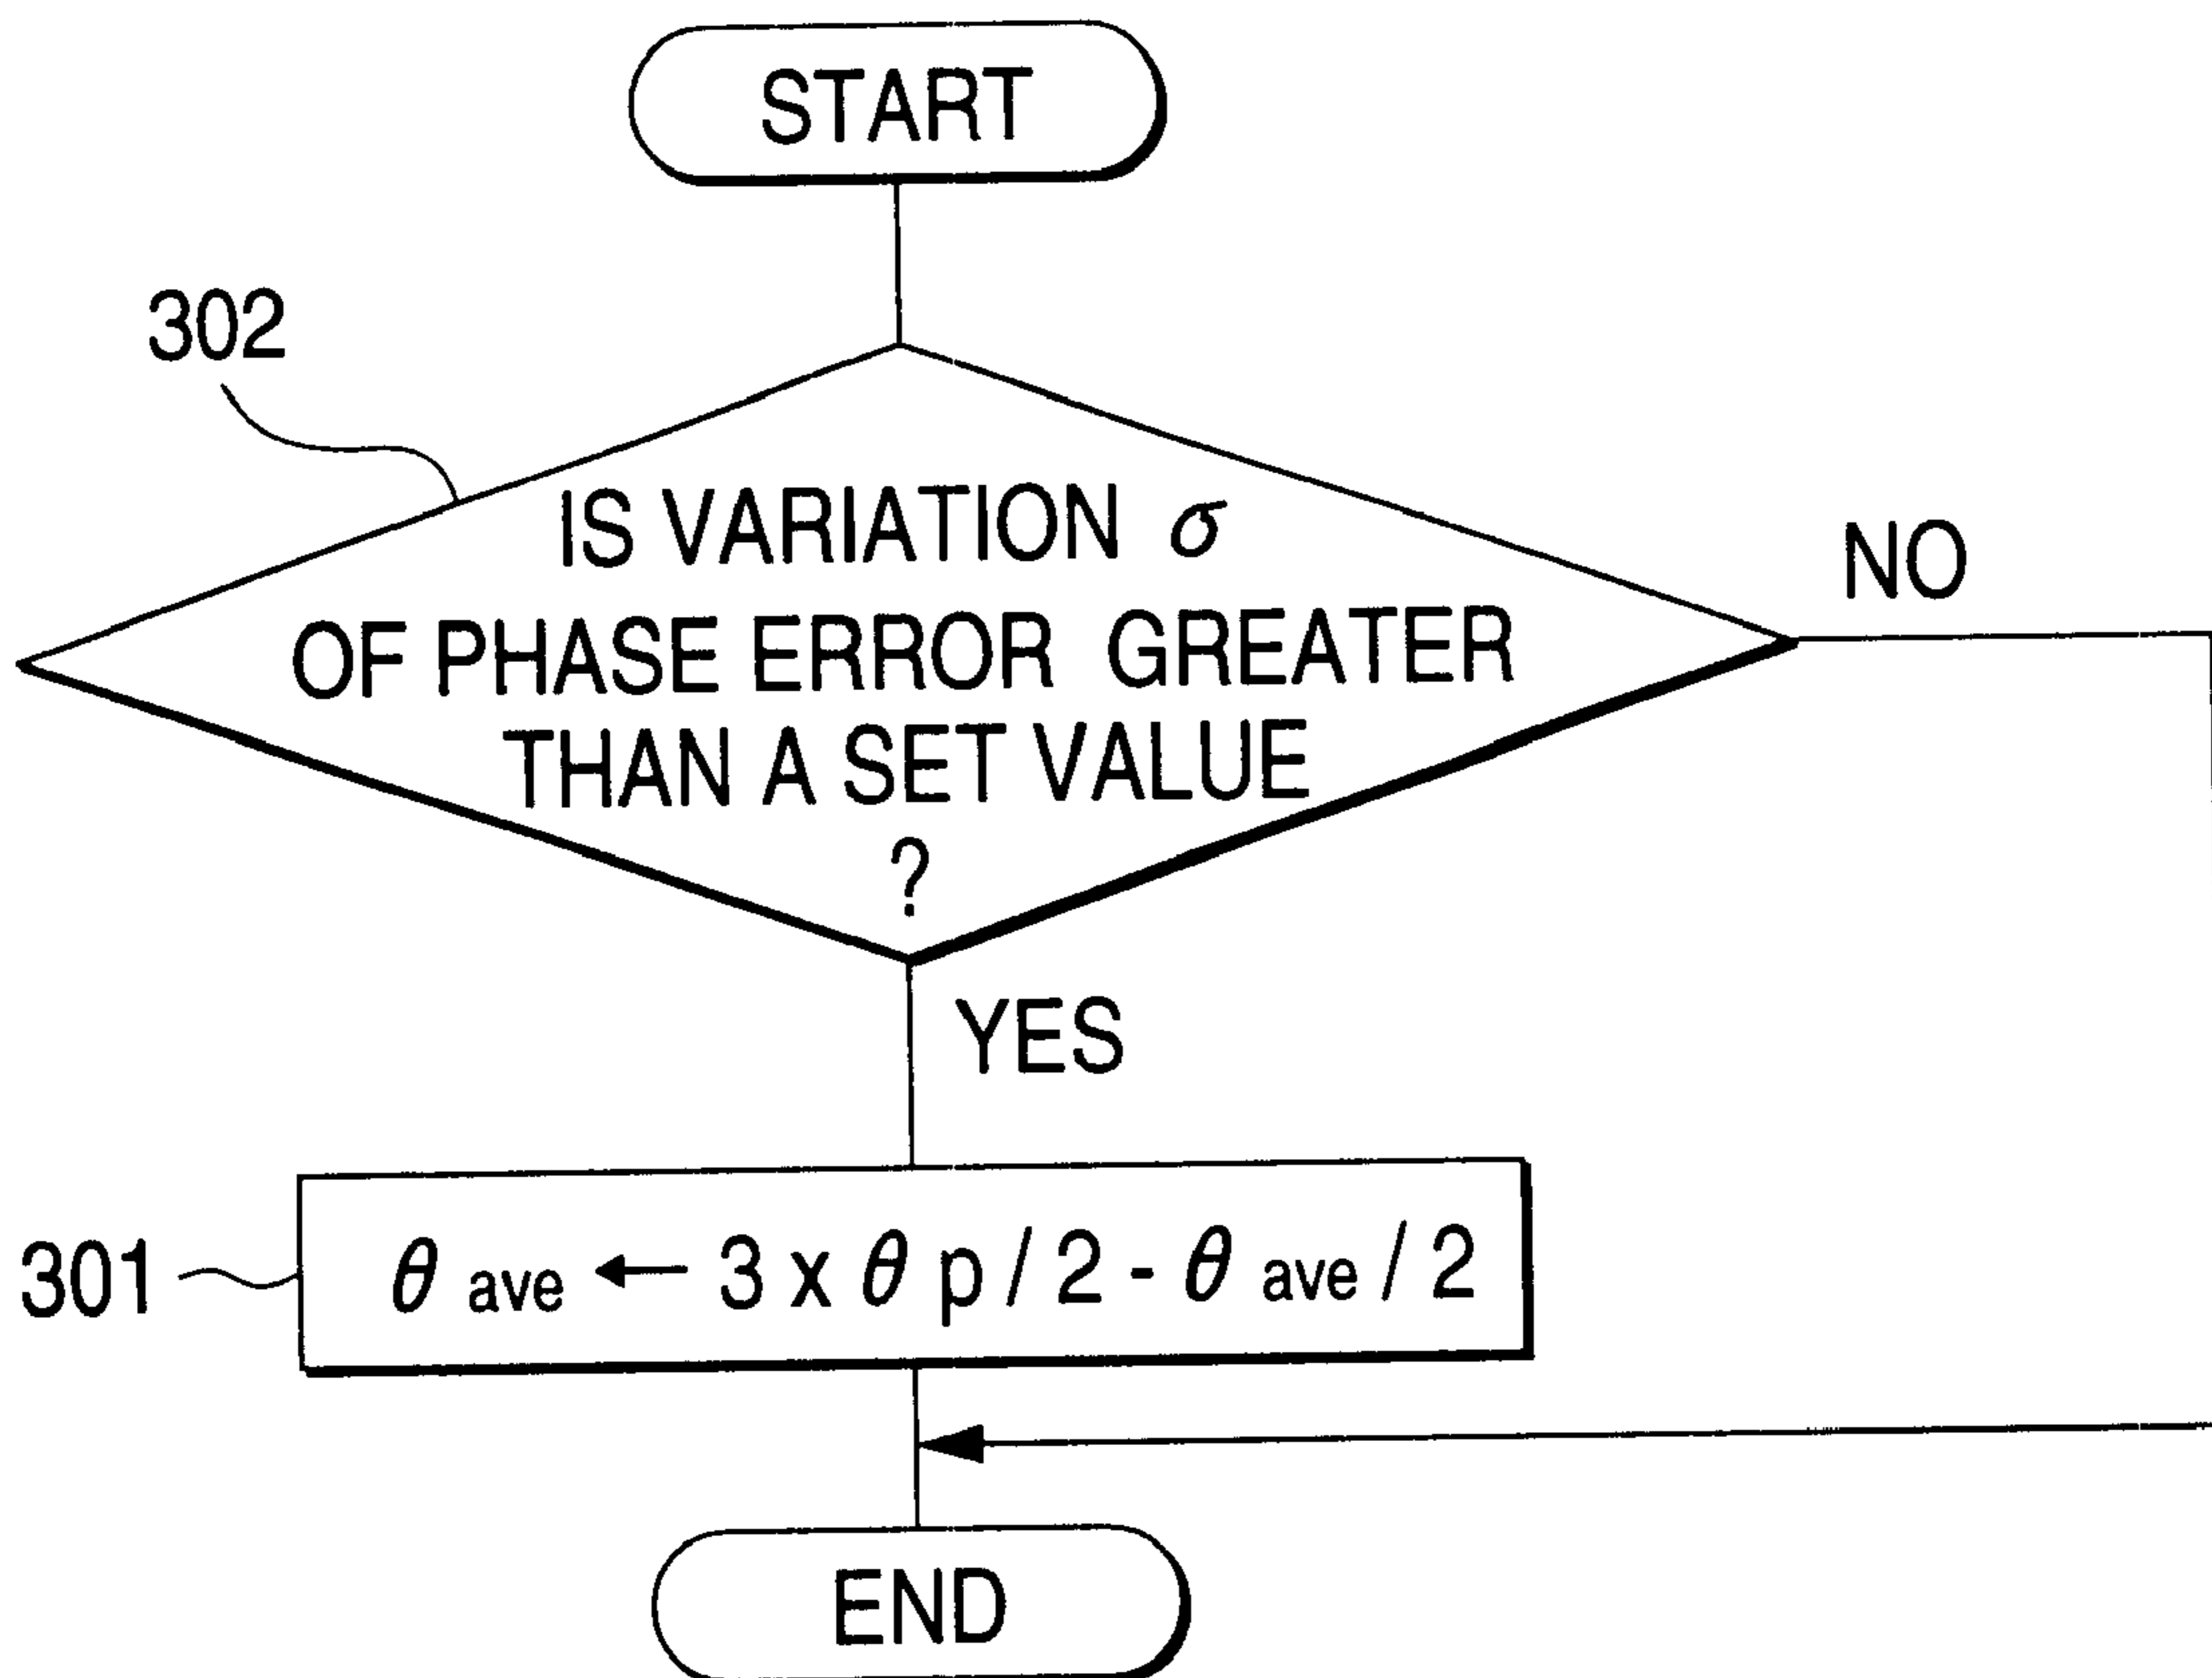 START
302
IS VARIATION σ
OF PHASE ERROR GREATER
THAN A SET VALUE
?
NO
YES
301
θ ave ← 3 x θ p / 2 - θ ave / 2
END